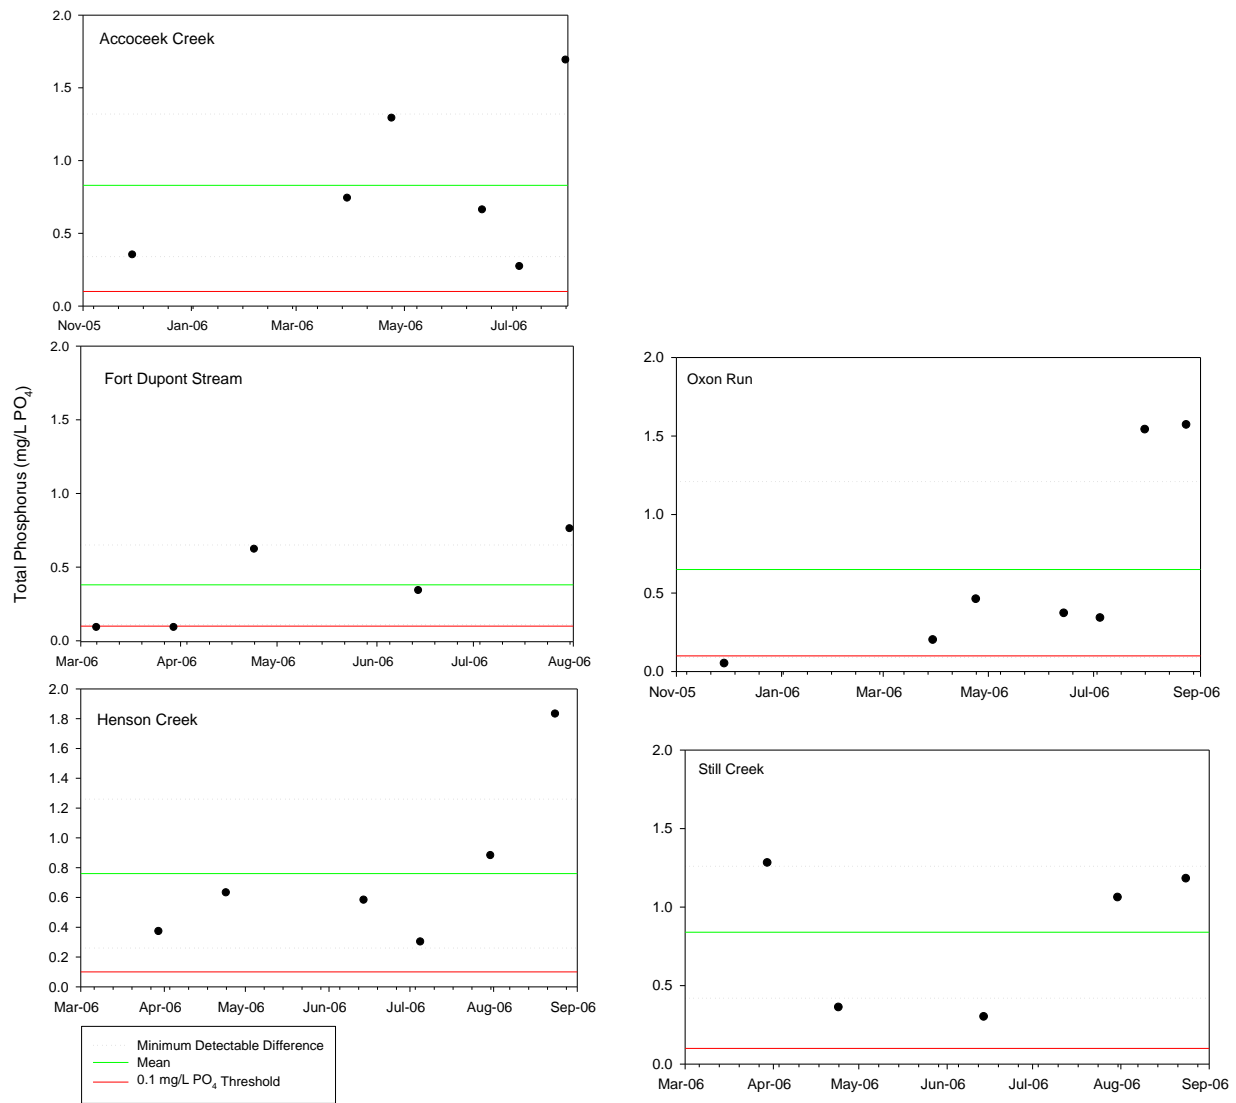 Total Phosphorus (mg/L PO4)
Accoceek Creek
2.0
1.5
1.0
0.5
0.0
Nov-05 Jan-06 Mar-06 May-06 Jul-06
Fort Dupont Stream
2.0
1.5
1.0
0.5
0.0
Mar-06 Apr-06 May-06 Jun-06 Jul-06 Aug-06
Henson Creek
2.0
1.8
1.6
1.4
1.2
1.0
0.8
0.6
0.4
0.2
0.0
Mar-06 Apr-06 May-06 Jun-06 Jul-06 Aug-06 Sep-06
Minimum Detectable Difference
Mean
0.1 mg/L PO4 Threshold
Oxon Run
2.0
1.5
1.0
0.5
0.0
Nov-05 Jan-06 Mar-06 May-06 Jul-06 Sep-06
Still Creek
2.0
1.5
1.0
0.5
0.0
Mar-06 Apr-06 May-06 Jun-06 Jul-06 Aug-06 Sep-06